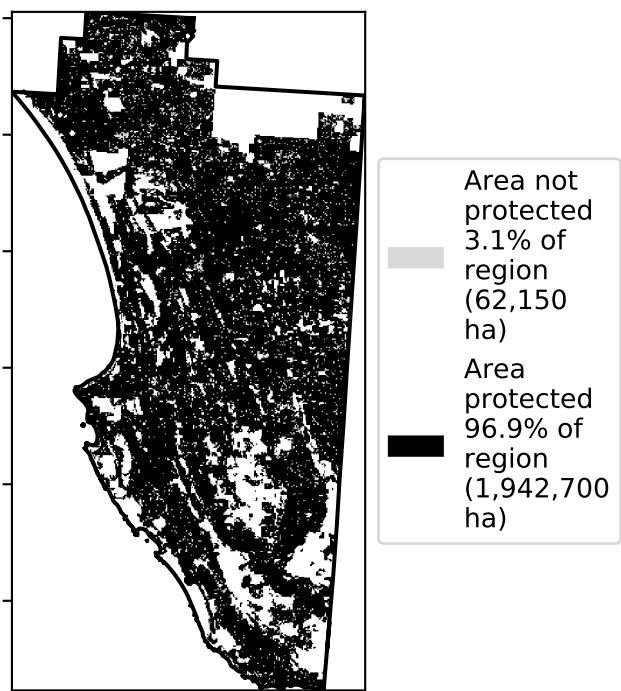 Area not
protected
3.1% of
region
(62,150
ha)
Area
protected
96.9% of
region
(1,942,700
ha)